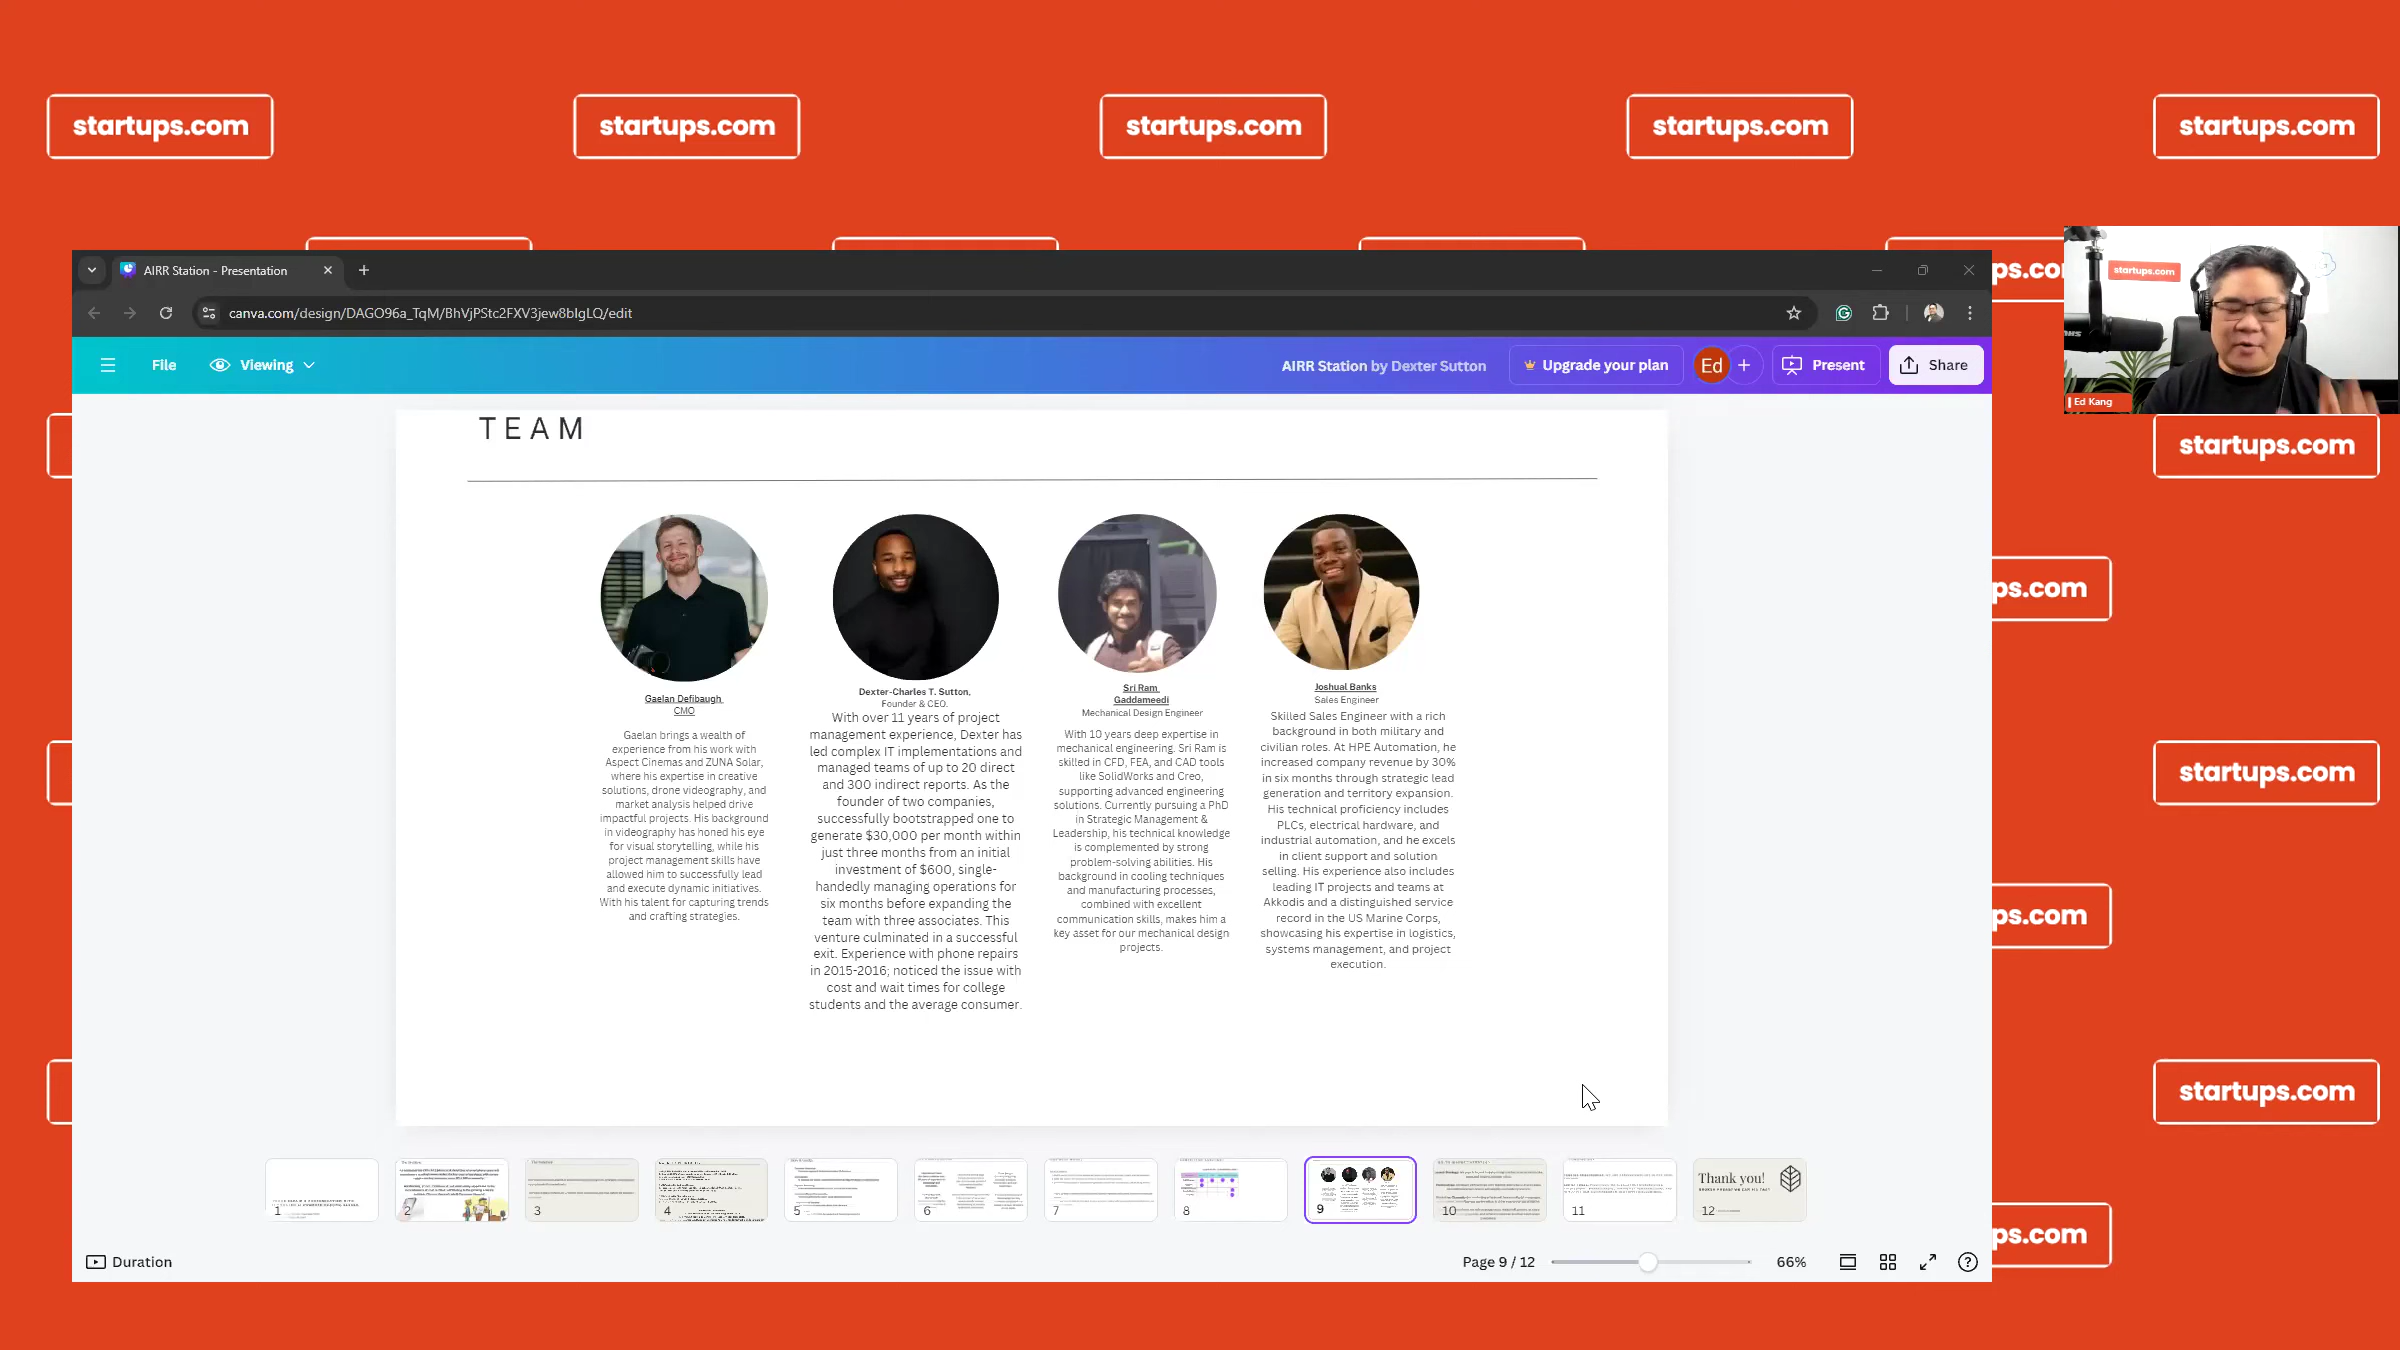 startups.com
startups.com
startups.com
startups.com
startups.com
AIRR Station - Presentation
canva.com/design/DAGO96a_TqM/BhVjPStc2FXV3jew8bIgLQ/edit
startups.com
Ed Kang
File
Viewing
AIRR Station by Dexter Sutton
Upgrade your plan
Ed
Present
Share
TEAM
Gaelan Defibaugh
CMO
Gaelan brings a wealth of
experience from his work with
Aspect Cinemas and ZUNA Solar,
where his expertise in creative
solutions, drone videography, and
market analysis helped drive
impactful projects. His background
in videography has honed his eye
for visual storytelling, while his
project management skills have
allowed him to successfully lead
and execute dynamic initiatives.
With his talent for capturing trends
and crafting strategies.
Dexter-Charles T. Sutton,
Founder & CEO.
With over 11 years of project
management experience, Dexter has
led complex IT implementations and
managed teams of up to 20 direct
and 300 indirect reports. As the
founder of two companies,
successfully bootstrapped one to
generate $30,000 per month within
just three months from an initial
investment of $600, single-
handedly managing operations for
six months before expanding the
team with three associates. This
venture culminated in a successful
exit. Experience with phone repairs
in 2015-2016; noticed the issue with
cost and wait times for college
students and the average consumer.
Sri Ram
Gaddameedi
Mechanical Design Engineer
With 10 years deep expertise in
mechanical engineering. Sri Ram is
skilled in CFD, FEA, and CAD tools
like SolidWorks and Creo,
supporting advanced engineering
solutions. Currently pursuing a PhD
in Strategic Management &
Leadership, his technical knowledge
is complemented by strong
problem-solving abilities. His
background in cooling techniques
and manufacturing processes,
combined with excellent
communication skills, makes him a
key asset for our mechanical design
projects.
Joshual Banks
Sales Engineer
Skilled Sales Engineer with a rich
background in both military and
civilian roles. At HPE Automation, he
increased company revenue by 30%
in six months through strategic lead
generation and territory expansion.
His technical proficiency includes
PLCs, electrical hardware, and
industrial automation, and he excels
in client support and solution
selling. His experience also includes
leading IT projects and teams at
Akkodis and a distinguished service
record in the US Marine Corps,
showcasing his expertise in logistics,
systems management, and project
execution.
startups.com
ps.com
startups.com
ps.com
startups.com
ps.com
1
2
3
4
5
6
7
8
9
10
11
Thank you!
12
Duration
Page 9 / 12
66%